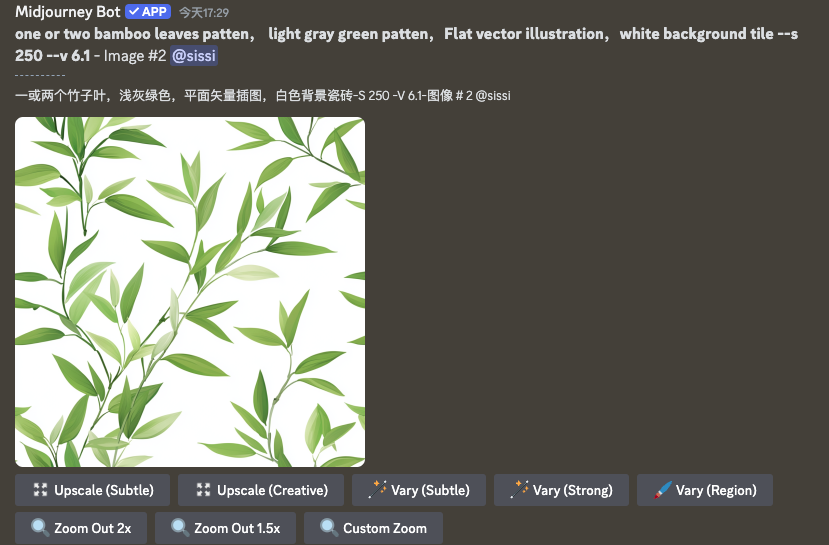 Midjourney Bot ✓ APP 今天17:29
one or two bamboo leaves patten， light gray green patten，Flat vector illustration，white background tile --s
250 --v 6.1 - Image #2 @sissi
----------
一或两个竹子叶，浅灰绿色，平面矢量插图，白色背景瓷砖-S 250 -V 6.1-图像 # 2 @sissi
Upscale (Subtle) Upscale (Creative) Vary (Subtle) Vary (Strong) Vary (Region)
Zoom Out 2x Zoom Out 1.5x Custom Zoom